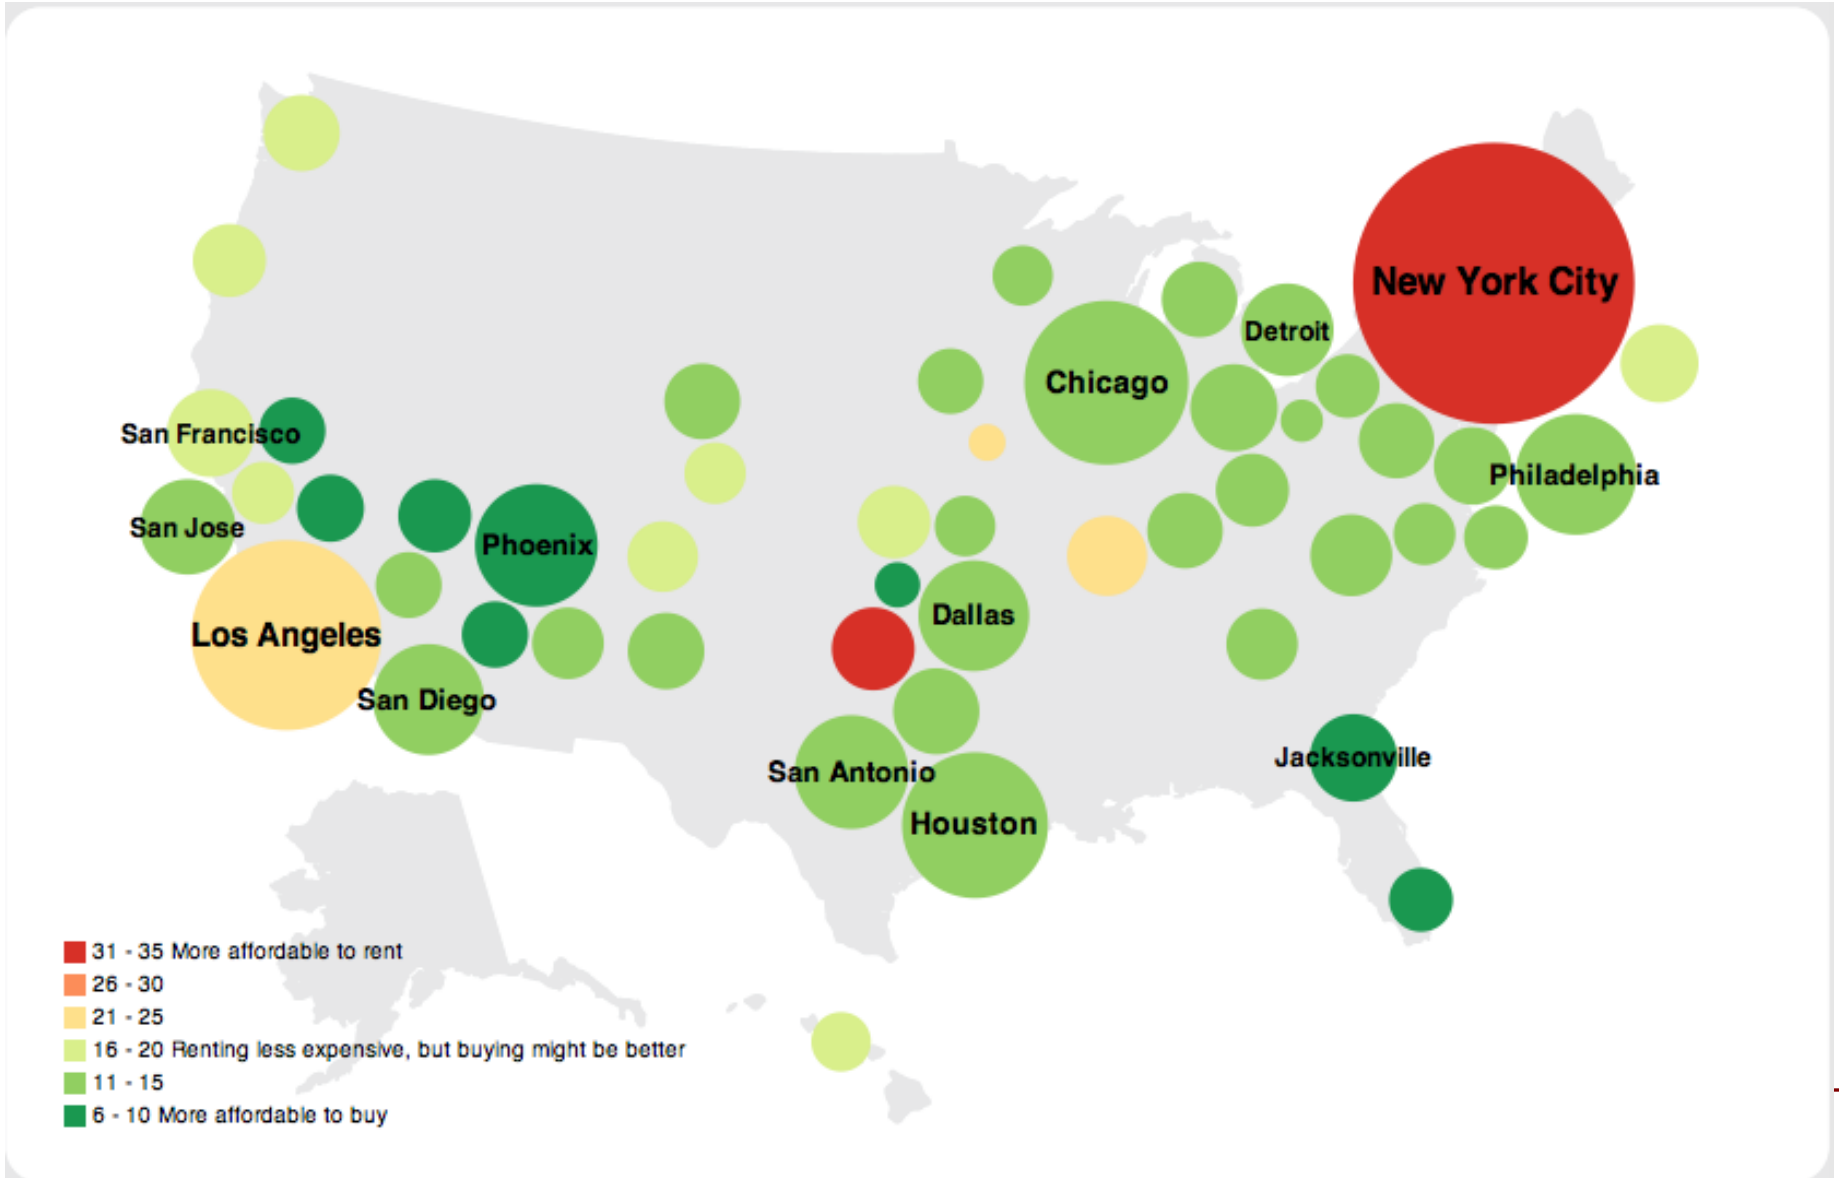 New York City
Detroit
Chicago
San Francisco
Philadelphia
San Jose
Phoenix
Dallas
Los Angeles
San Diego
Jacksonville
San Antonio
Houston
31 - 35 More affordable to rent
26 - 30
21 - 25
16 - 20 Renting less expensive, but buying might be better
11 - 15
6 - 10 More affordable to buy